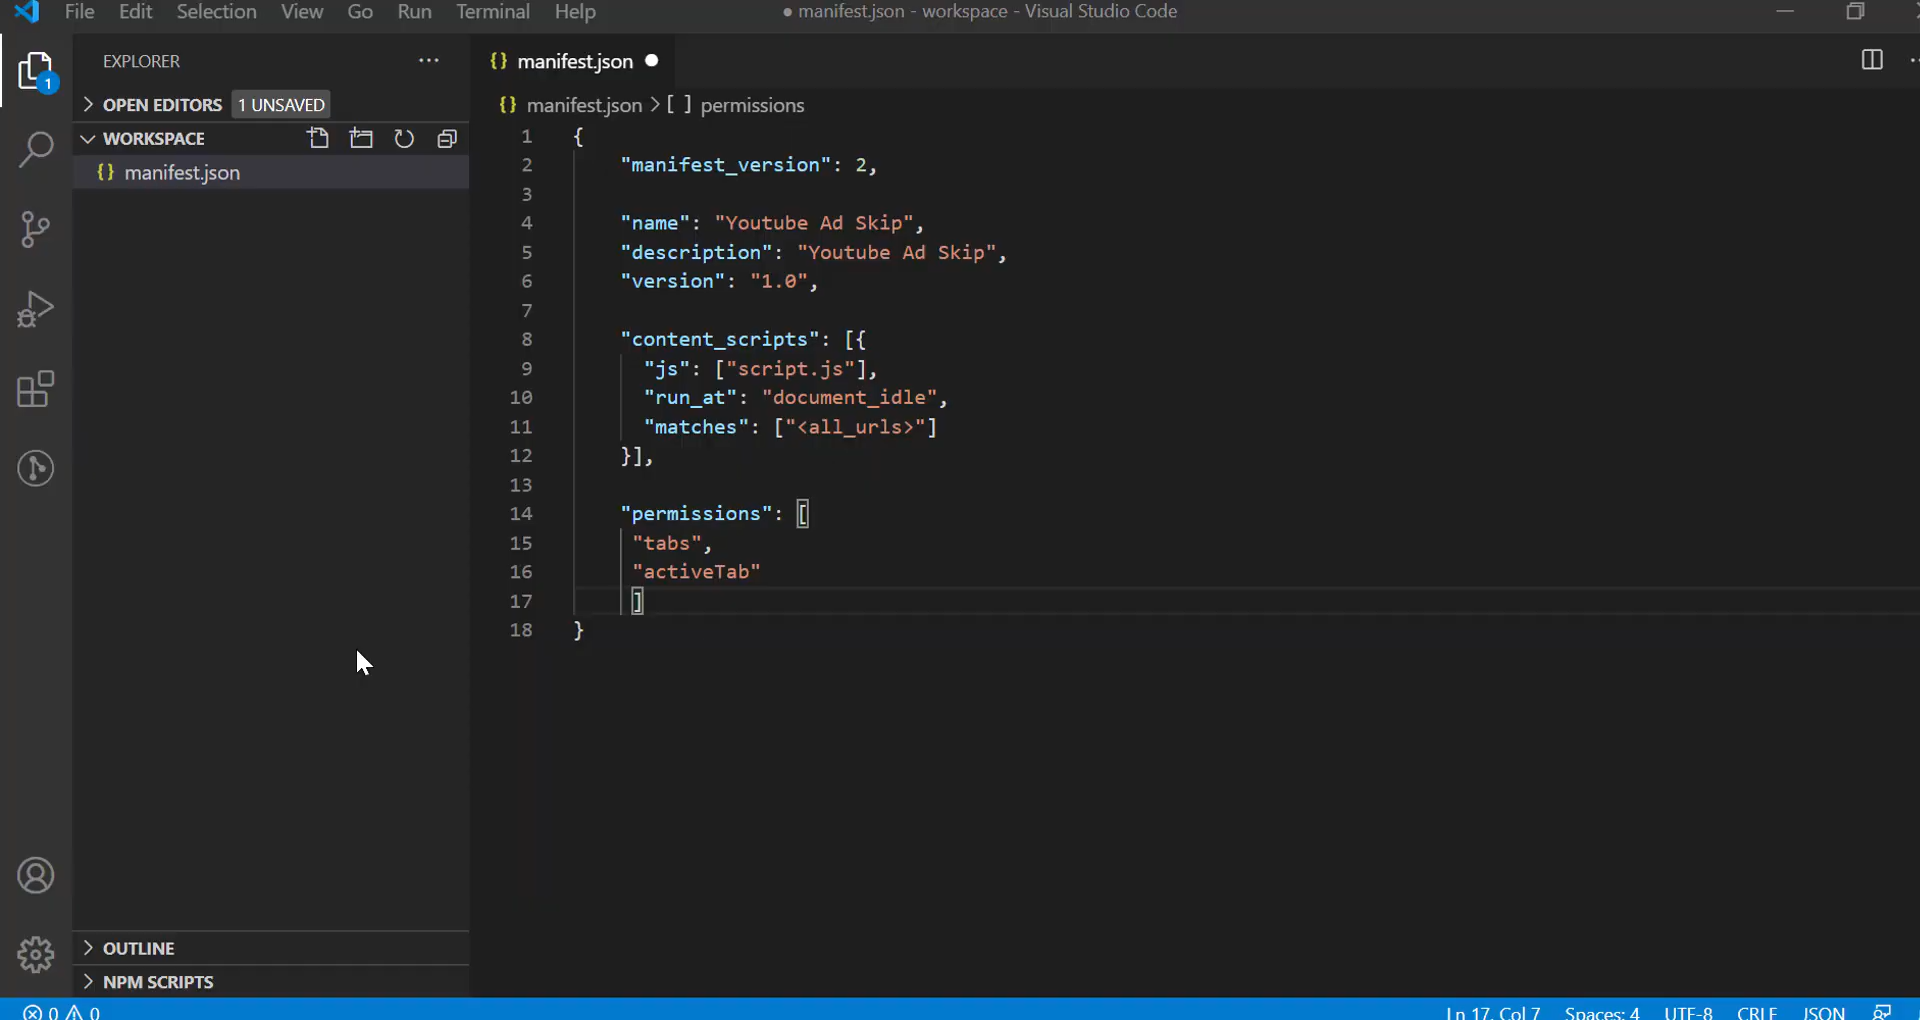 File Edit Selection View Go Run Terminal Help ● manifest.json - workspace - Visual Studio Code
EXPLORER ···
OPEN EDITORS 1 UNSAVED
WORKSPACE
{} manifest.json
1
{} manifest.json ●
{} manifest.json > [ ] permissions
1 {
2 "manifest_version": 2,
3
4 "name": "Youtube Ad Skip",
5 "description": "Youtube Ad Skip",
6 "version": "1.0",
7
8 "content_scripts": [{
9 "js": ["script.js"],
10 "run_at": "document_idle",
11 "matches": ["<all_urls>"]
12 }],
13
14 "permissions": [
15 "tabs",
16 "activeTab"
17 ]
18 }
OUTLINE
NPM SCRIPTS
0 0 Ln 17, Col 7 Spaces: 4 UTF-8 CRLF JSON